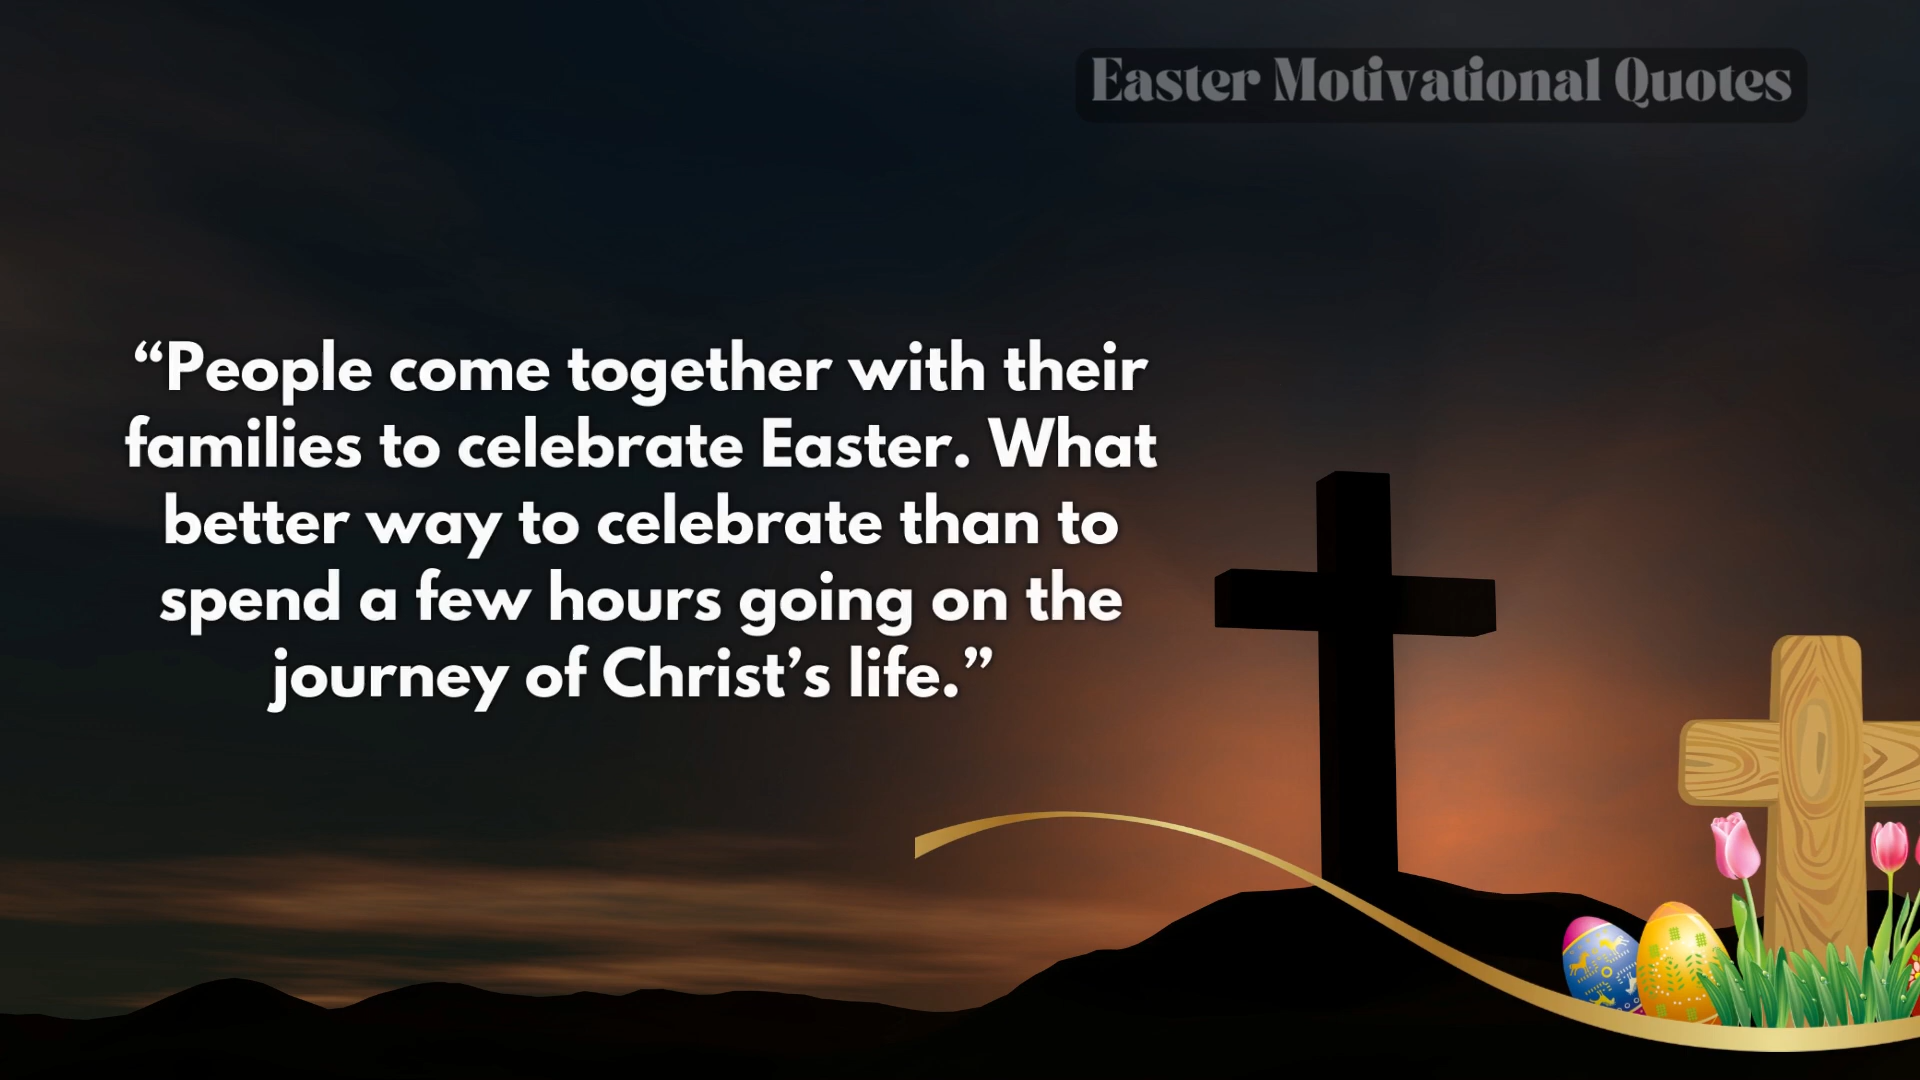 Easter Motivational Quotes
“People come together with their
families to celebrate Easter. What
better way to celebrate than to
spend a few hours going on the
journey of Christ’s life.”